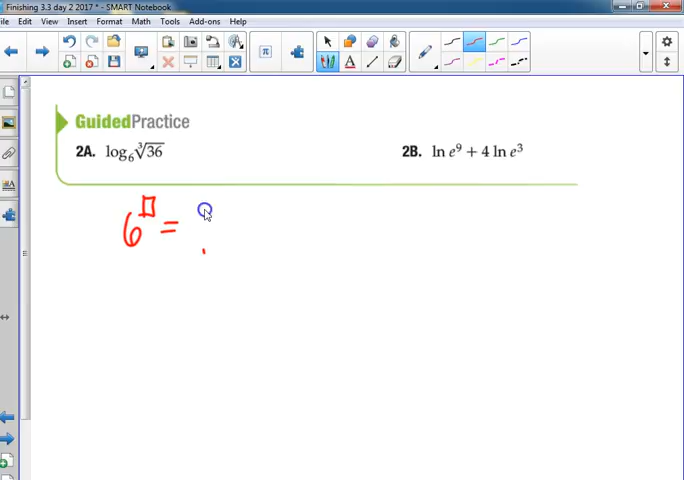 Finishing 3.3 day 2 2017 * - SMART Notebook
File Edit View Insert Format Math Tools Add-ons Help
GuidedPractice
2A. log₆∛36
2B. ln e⁹ + 4 ln e³
6^□ =